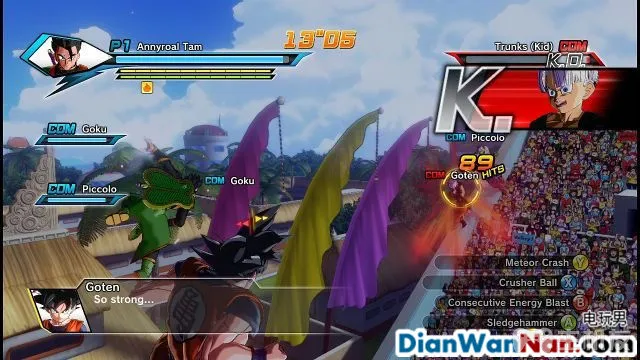 P1 Annyroal Tam
13"05
Trunks (Kid) COM
K.O.
K.
COM Goku
COM Piccolo
COM Piccolo
COM Goku
89 HITS
COM Goten
Meteor Crash Y
Crusher Ball X
Consecutive Energy Blast B
Sledgehammer A
Goten
So strong...
电玩男
DianWanNan.com